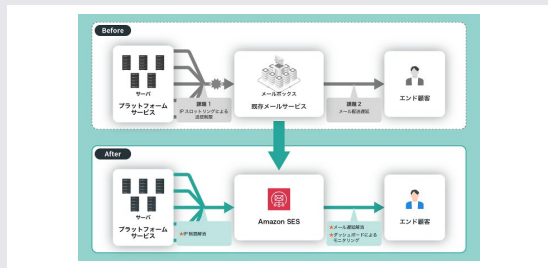 Before
サーバ
プラットフォーム
サービス
課題1
IPスロットリングによる
送信制限
メールボックス
既存メールサービス
課題2
メール配送遅延
エンド顧客
After
サーバ
プラットフォーム
サービス
★IP制限解消
Amazon SES
★メール遅延解消
★ダッシュボードによる
モニタリング
エンド顧客